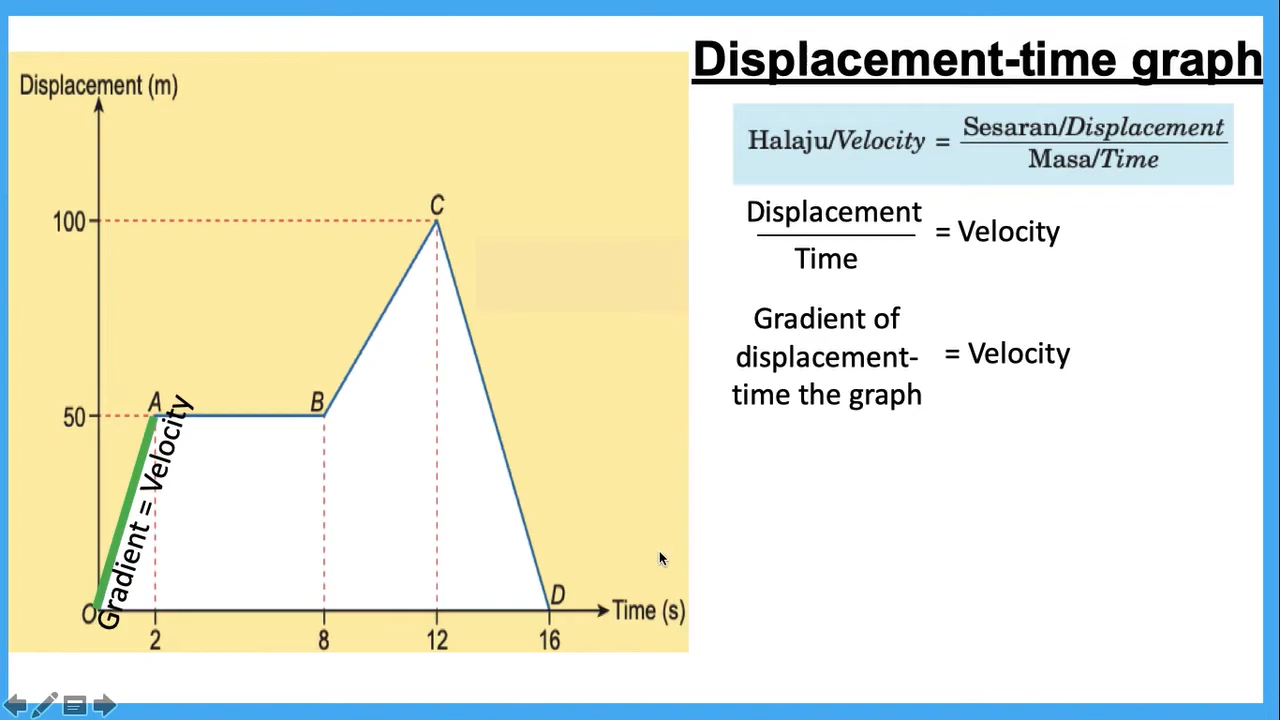 Displacement-time graph
Displacement (m)
Halaju/Velocity = Sesaran/Displacement
Masa/Time
Displacement
Time
= Velocity
Gradient of
displacement-
time the graph
= Velocity
100
50
C
A
B
Gradient = Velocity
O
D
Time (s)
2
8
12
16